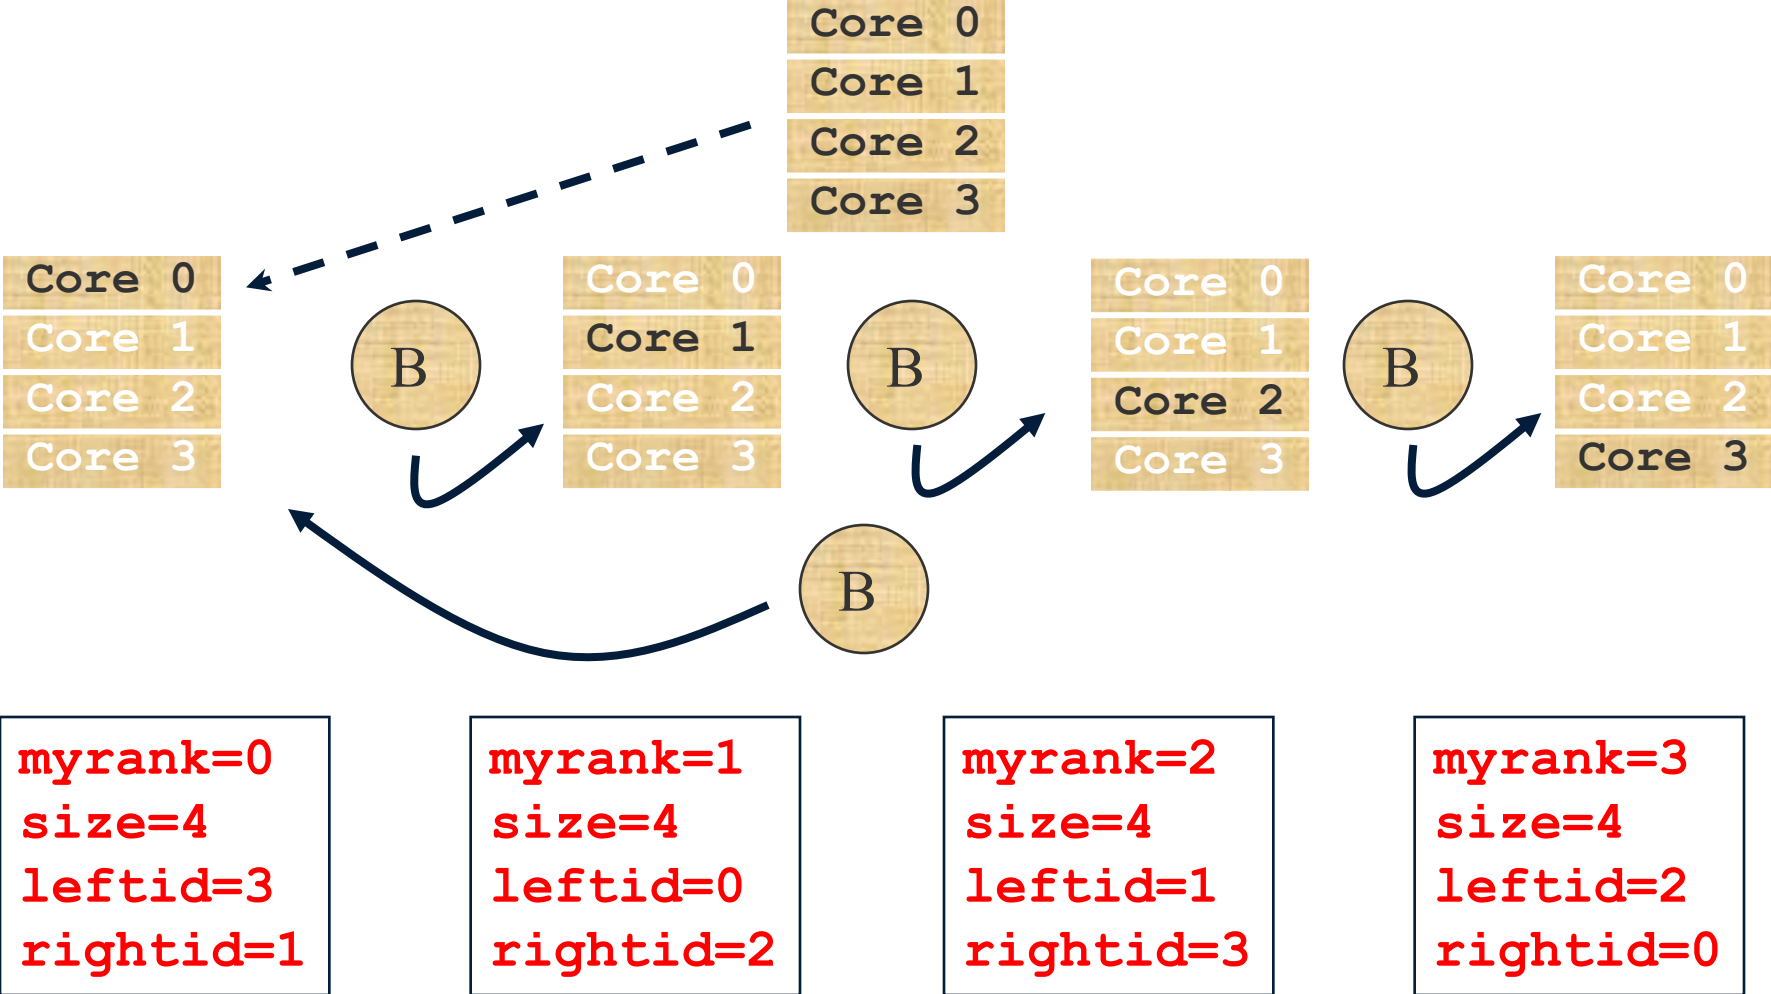 Core 0
Core 1
Core 2
Core 3
Core 0
Core 1
Core 2
Core 3
B
Core 0
Core 1
Core 2
Core 3
B
Core 0
Core 1
Core 2
Core 3
B
Core 0
Core 1
Core 2
Core 3
B
myrank=0
size=4
leftid=3
rightid=1
myrank=1
size=4
leftid=0
rightid=2
myrank=2
size=4
leftid=1
rightid=3
myrank=3
size=4
leftid=2
rightid=0